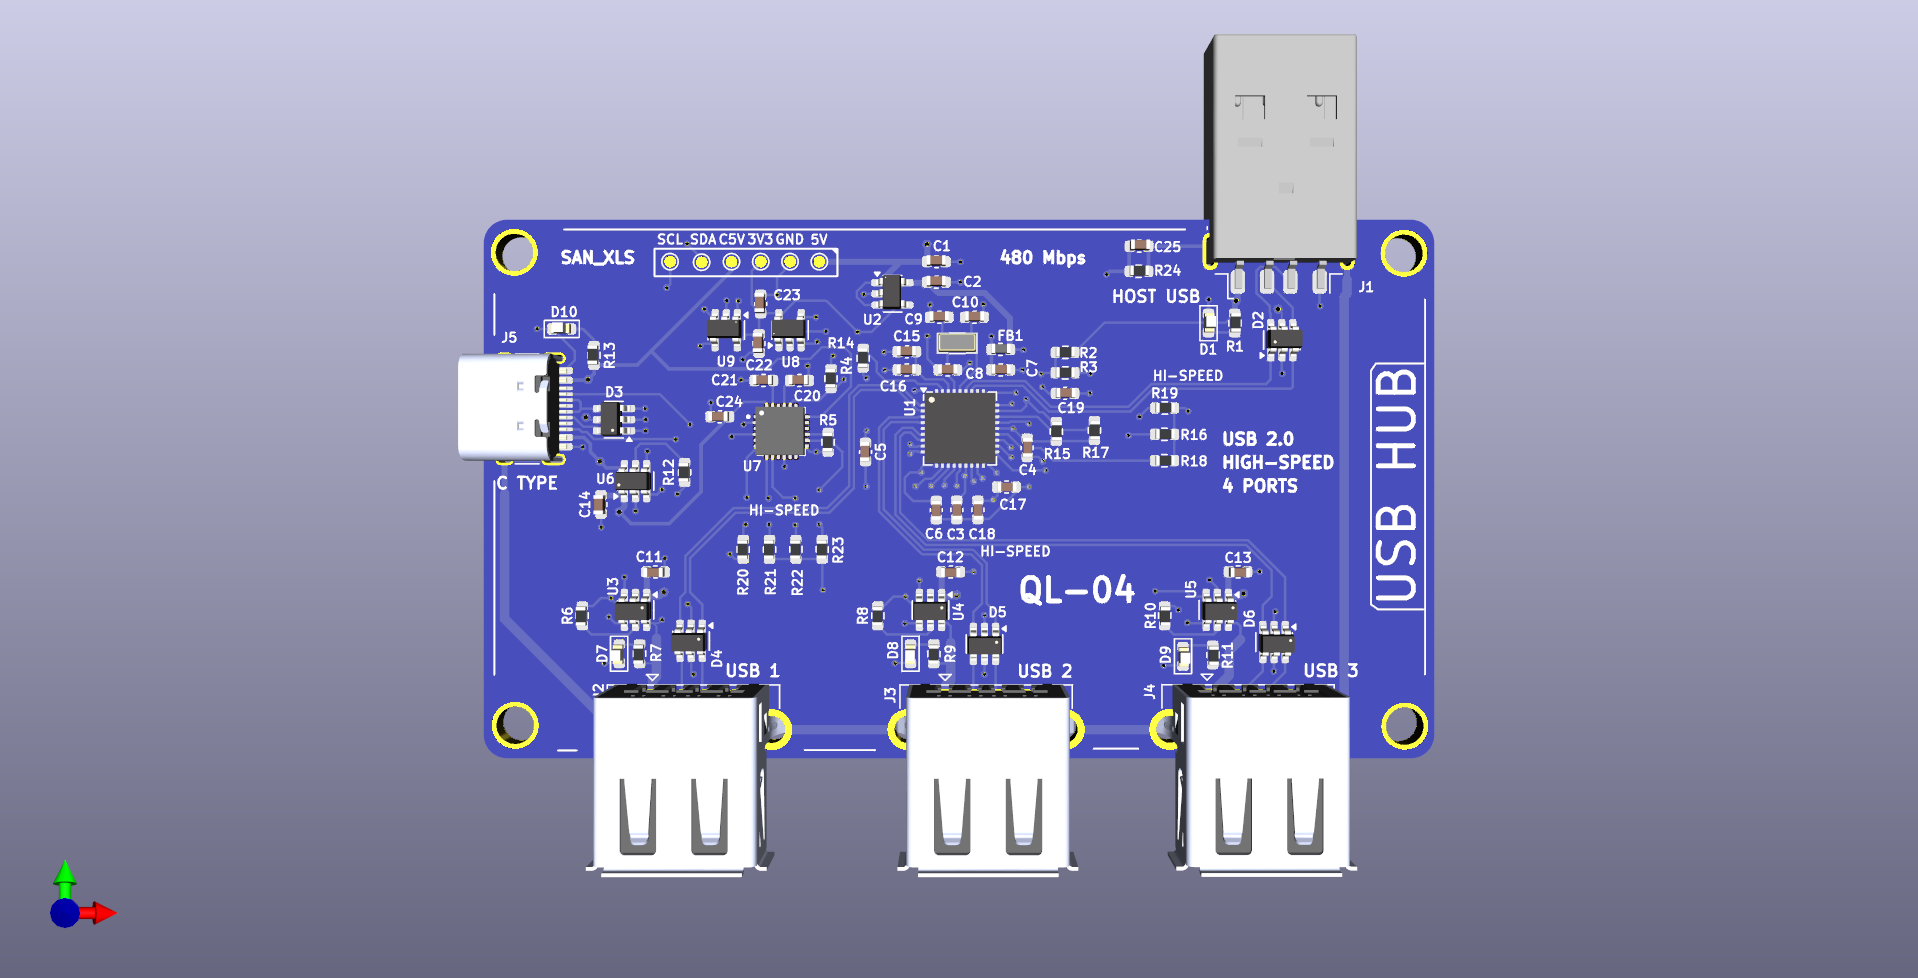 SCL SDA C5V 3V3 GND 5V
SAN_XLS
480 Mbps
C1
C25
R24
C2
HOST USB
J1
C23
D10
U2
C9
C10
D2
J5
U9
C22
U8
R14
C15
FB1
D1
R1
R13
R4
C7
R2
R3
C21
C20
C16
C8
HI-SPEED
D3
C24
U1
C19
R19
R5
R16
USB 2.0
HIGH-SPEED
4 PORTS
USB HUB
U7
C5
C4
R15
R17
R18
U6
R12
C TYPE
C14
HI-SPEED
C17
C6
C3
C18
R20
R21
R22
R23
HI-SPEED
C11
C12
C13
QL-04
U3
U4
U5
R6
R8
R10
D5
D6
D7
R7
D4
D8
R9
D9
R11
USB 1
USB 2
USB 3
J3
J4